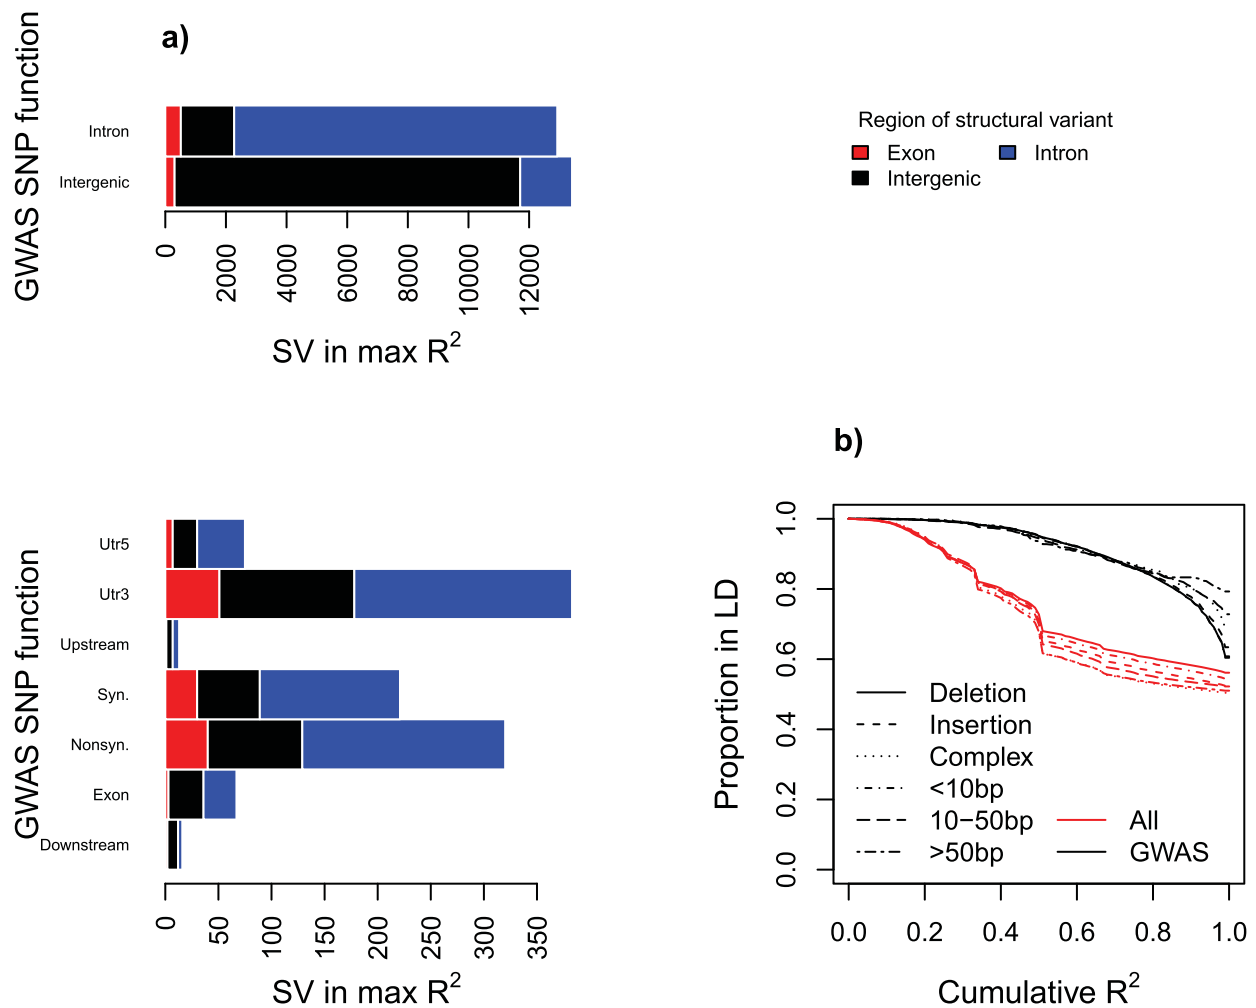 a)
GWAS SNP function
Intron
Intergenic
0 2000 4000 6000 8000 10000 12000
SV in max R²
Region of structural variant
Exon
Intron
Intergenic
GWAS SNP function
Utr5
Utr3
Upstream
Syn.
Nonsyn.
Exon
Downstream
0 50 100 150 200 250 300 350
SV in max R²
b)
Proportion in LD
1.0
0.8
0.6
0.4
0.2
0.0
Deletion
Insertion
Complex
<10bp
10−50bp
>50bp
All
GWAS
0.0 0.2 0.4 0.6 0.8 1.0
Cumulative R²